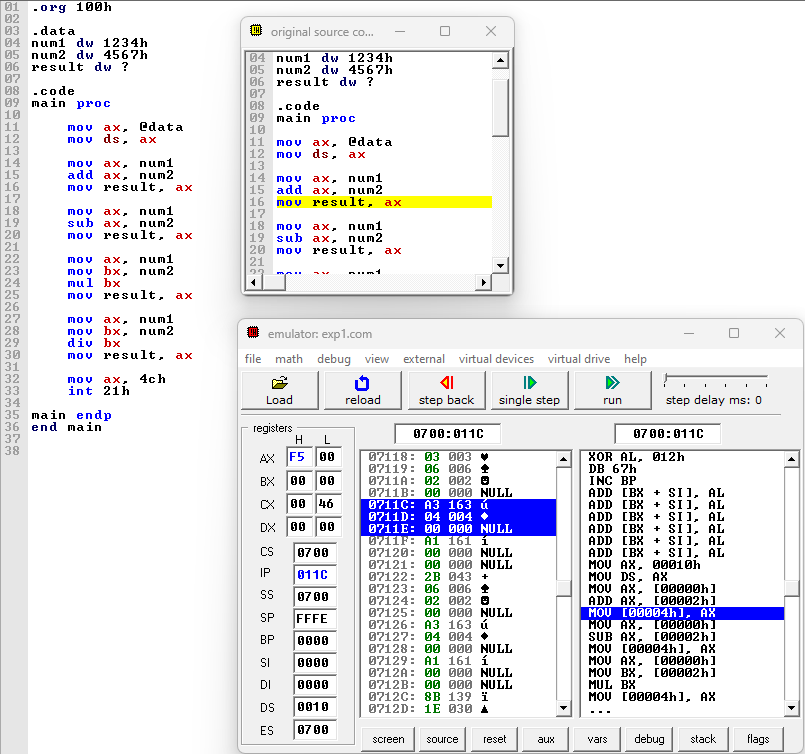 01 .org 100h
02
03 .data
04 num1 dw 1234h
05 num2 dw 4567h
06 result dw ?
07
08 .code
09 main proc
10
11 mov ax, @data
12 mov ds, ax
13
14 mov ax, num1
15 add ax, num2
16 mov result, ax
17
18 mov ax, num1
19 sub ax, num2
20 mov result, ax
21
22 mov ax, num1
23 mov bx, num2
24 mul bx
25 mov result, ax
26
27 mov ax, num1
28 mov bx, num2
29 div bx
30 mov result, ax
31
32 mov ax, 4ch
33 int 21h
34
35 main endp
36 end main
37
38
original source co...
04 num1 dw 1234h
05 num2 dw 4567h
06 result dw ?
07
08 .code
09 main proc
10
11 mov ax, @data
12 mov ds, ax
13
14 mov ax, num1
15 add ax, num2
16 mov result, ax
17
18 mov ax, num1
19 sub ax, num2
20 mov result, ax
21
22 mov ax, num1
emulator: exp1.com
file math debug view external virtual devices virtual drive help
Load reload step back single step run step delay ms: 0
registers
H L
AX F5 00
BX 00 00
CX 00 46
DX 00 00
CS 0700
IP 011C
SS 0700
SP FFFE
BP 0000
SI 0000
DI 0000
DS 0010
ES 0700
0700:011C
07118: 03 003 ♥
07119: 06 006 ♠
0711A: 02 002 ☻
0711B: 00 000 NULL
0711C: A3 163 ú
0711D: 04 004 ♦
0711E: 00 000 NULL
0711F: A1 161 í
07120: 00 000 NULL
07121: 00 000 NULL
07122: 2B 043 +
07123: 06 006 ♠
07124: 02 002 ☻
07125: 00 000 NULL
07126: A3 163 ú
07127: 04 004 ♦
07128: 00 000 NULL
07129: A1 161 í
0712A: 00 000 NULL
0712B: 00 000 NULL
0712C: 8B 139 ï
0712D: 1E 030 ▲
0700:011C
XOR AL, 012h
DB 67h
INC BP
ADD [BX + SI], AL
ADD [BX + SI], AL
ADD [BX + SI], AL
ADD [BX + SI], AL
ADD [BX + SI], AL
ADD [BX + SI], AL
MOV AX, 00010h
MOV DS, AX
MOV AX, [00000h]
ADD AX, [00002h]
MOV [00004h], AX
MOV AX, [00000h]
SUB AX, [00002h]
MOV [00004h], AX
MOV AX, [00000h]
MOV BX, [00002h]
MUL BX
MOV [00004h], AX
...
screen source reset aux vars debug stack flags